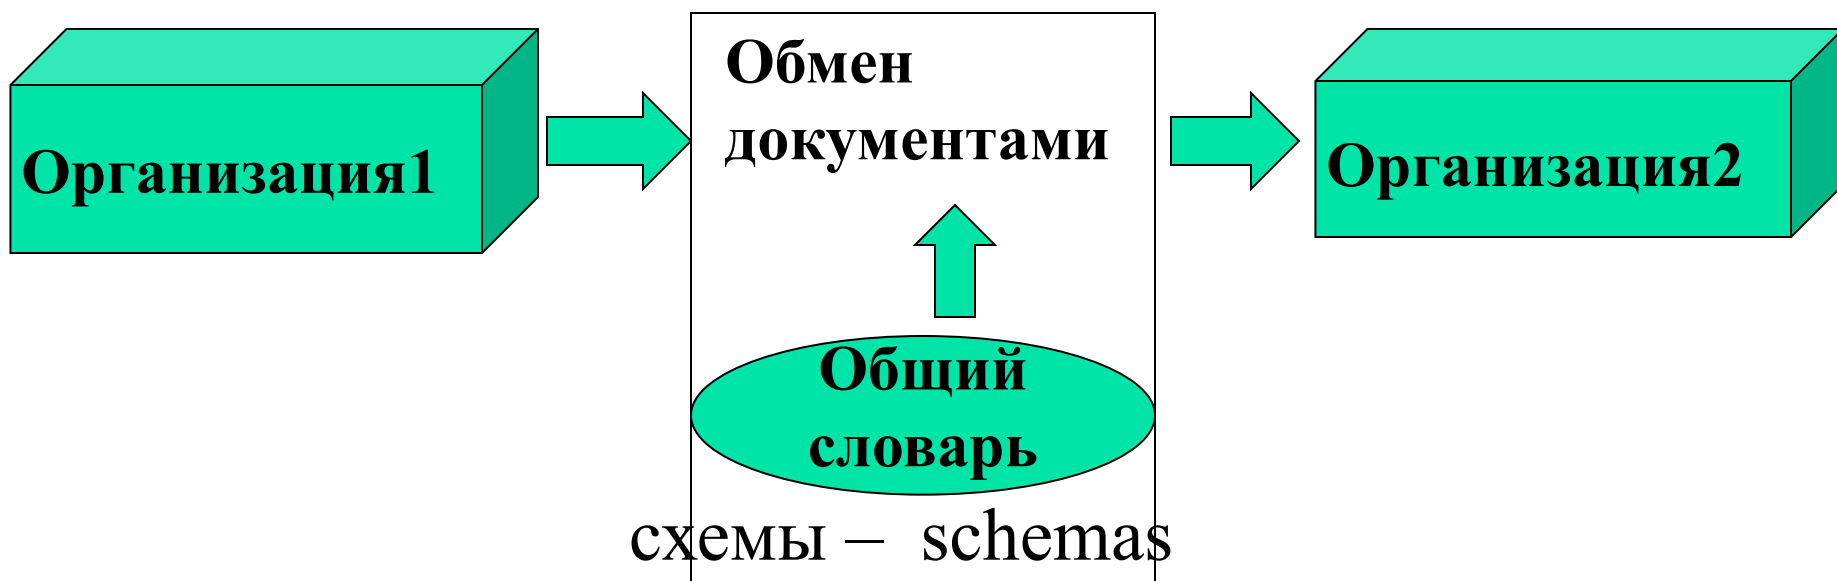 Организация1
Обмен
документами
Организация2
Общий
словарь
схемы – schemas